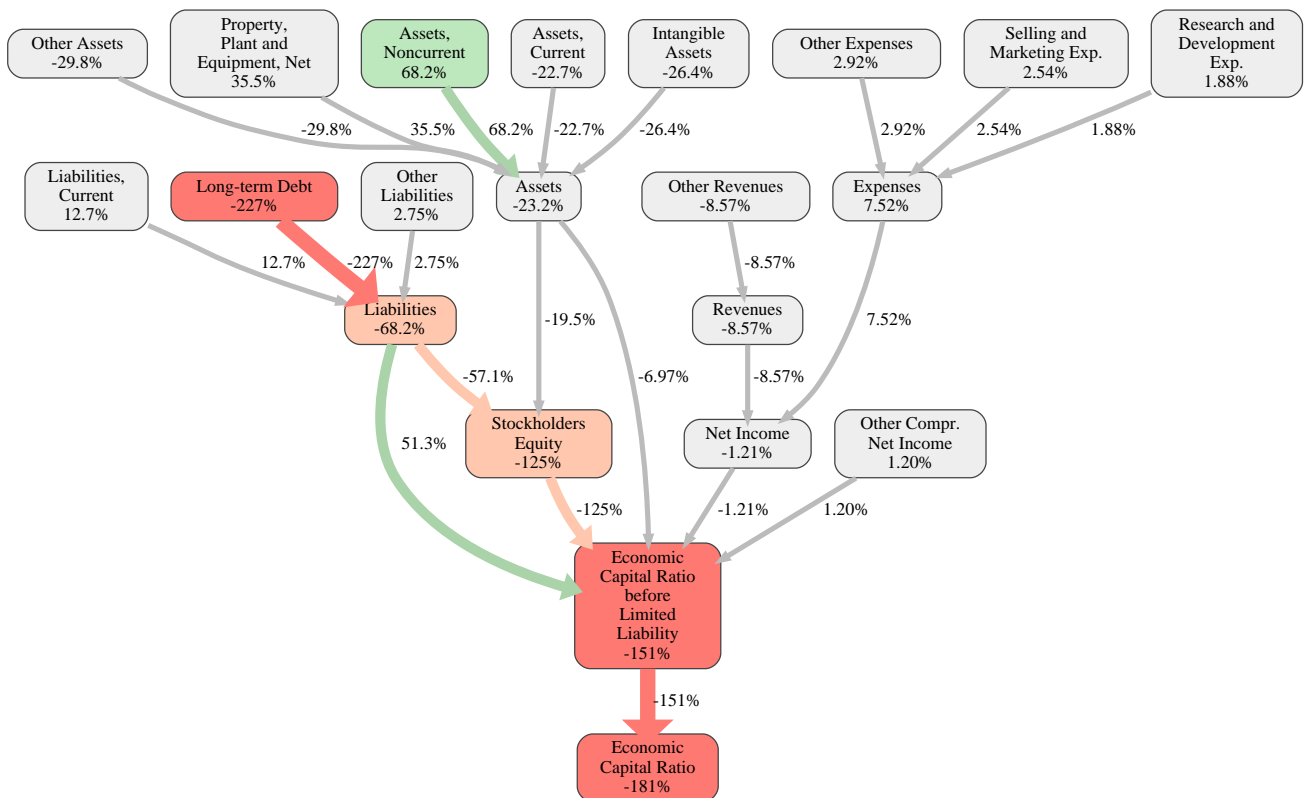 Other Assets
-29.8%
Property,
Plant and
Equipment, Net
35.5%
Assets,
Noncurrent
68.2%
Assets,
Current
-22.7%
Intangible
Assets
-26.4%
Other Expenses
2.92%
Selling and
Marketing Exp.
2.54%
Research and
Development
Exp.
1.88%
-29.8%
35.5%
68.2%
-22.7%
-26.4%
2.92%
2.54%
1.88%
Liabilities,
Current
12.7%
Long-term Debt
-227%
Other
Liabilities
2.75%
Assets
-23.2%
Other Revenues
-8.57%
Expenses
7.52%
12.7%
-227%
2.75%
-8.57%
Liabilities
-68.2%
-19.5%
Revenues
-8.57%
7.52%
-57.1%
-6.97%
-8.57%
51.3%
Stockholders
Equity
-125%
Net Income
-1.21%
Other Compr.
Net Income
1.20%
-125%
-1.21%
1.20%
Economic
Capital Ratio
before
Limited
Liability
-151%
-151%
Economic
Capital Ratio
-181%